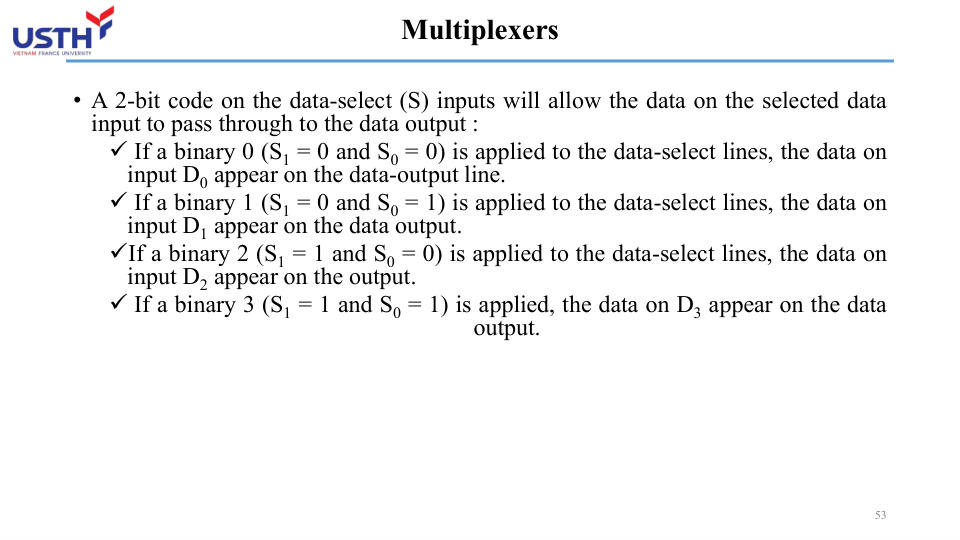 USTH
VIETNAM FRANCE UNIVERSITY
Multiplexers
• A 2-bit code on the data-select (S) inputs will allow the data on the selected data
input to pass through to the data output :
✓ If a binary 0 (S₁ = 0 and S₀ = 0) is applied to the data-select lines, the data on
input D₀ appear on the data-output line.
✓ If a binary 1 (S₁ = 0 and S₀ = 1) is applied to the data-select lines, the data on
input D₁ appear on the data output.
✓If a binary 2 (S₁ = 1 and S₀ = 0) is applied to the data-select lines, the data on
input D₂ appear on the output.
✓ If a binary 3 (S₁ = 1 and S₀ = 1) is applied, the data on D₃ appear on the data
output.
53